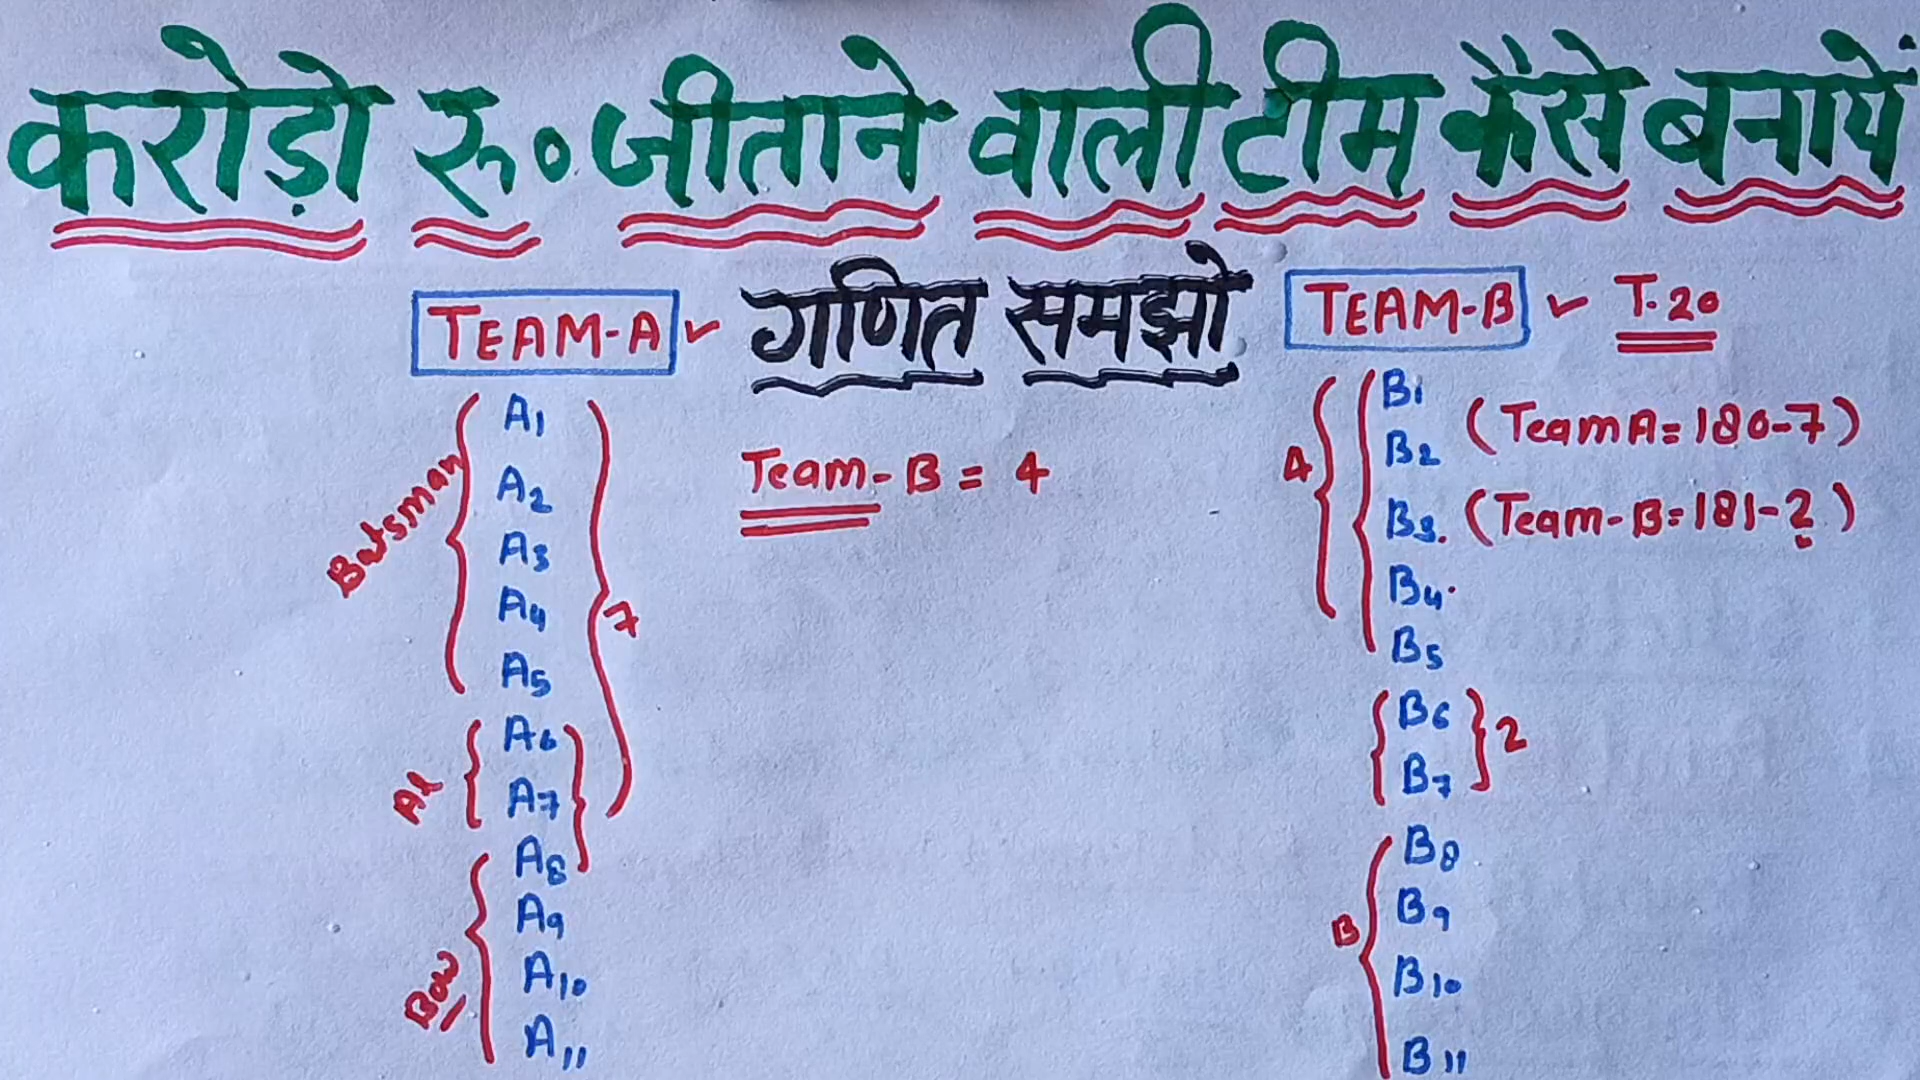 करोड़ो रु॰ जीताने वाली टीम कैसे बनायें
गणित समझो
TEAM-A
Batsman
A1
A2
A3
A4
A5
7
Al
A6
A7
A8
Bow
A9
A10
A11
Team-B = 4
TEAM-B T-20
4
B1
B2 (Team A = 180-7)
B3. (Team-B = 181-2)
B4
B5
B6
B7
2
B8
B
B9
B10
B11